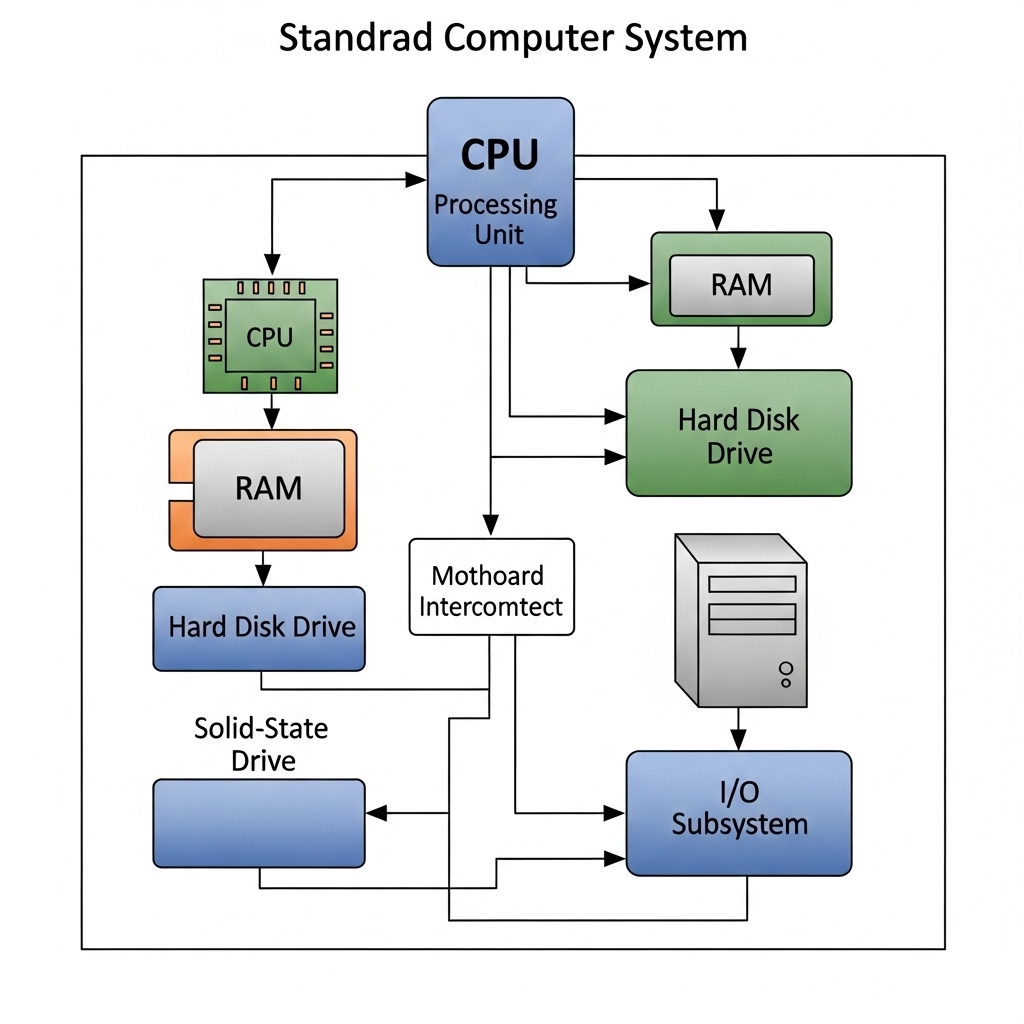 Standrad Computer System
CPU
Processing
Unit
RAM
CPU
Hard Disk
Drive
RAM
Mothoard
Intercomtect
Hard Disk Drive
Solid-State
Drive
I/O
Subsystem